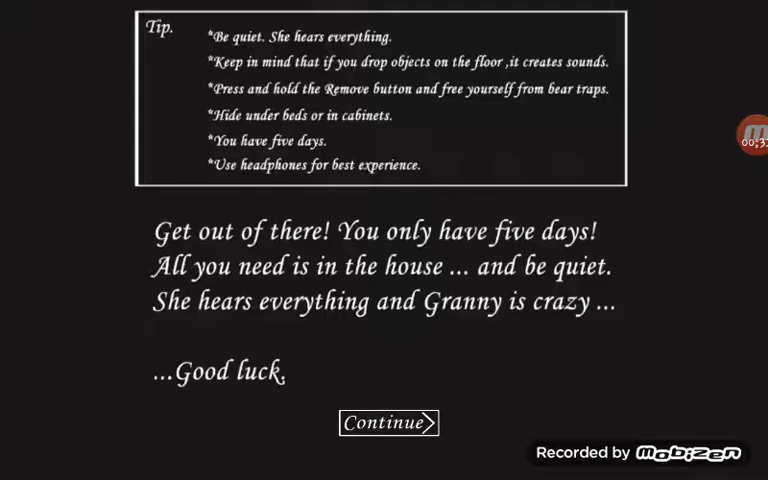 Tip.
*Be quiet. She hears everything.
*Keep in mind that if you drop objects on the floor ,it creates sounds.
*Press and hold the Remove button and free yourself from bear traps.
*Hide under beds or in cabinets.
*You have five days.
*Use headphones for best experience.
Get out of there! You only have five days!
All you need is in the house ... and be quiet.
She hears everything and Granny is crazy ...
...Good luck.
Continue
Recorded by mobizen